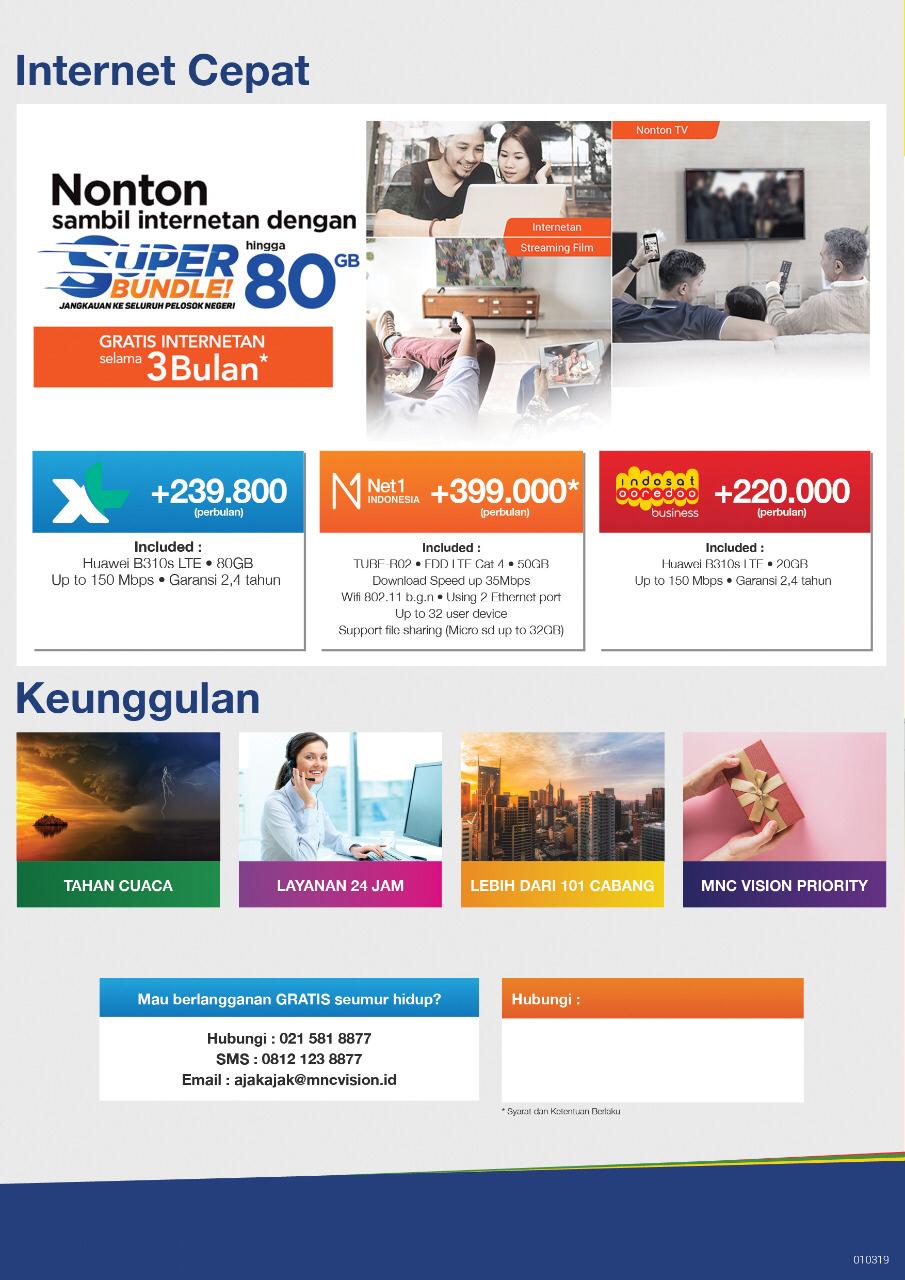 Internet Cepat
Nonton
sambil internetan dengan
SUPER
BUNDLE!
hingga
80GB
JANGKAUAN KE SELURUH PELOSOK NEGERI
GRATIS INTERNETAN
selama 3Bulan*
Nonton TV
Internetan
Streaming Film
XL
+239.800
(perbulan)
Included :
Huawei B310s LTE • 80GB
Up to 150 Mbps • Garansi 2,4 tahun
Net1
INDONESIA
+399.000*
(perbulan)
Included :
TUBE-R02 • FDD LTE Cat 4 • 50GB
Download Speed up 35Mbps
Wifi 802.11 b.g.n • Using 2 Ethernet port
Up to 32 user device
Support file sharing (Micro sd up to 32GB)
indosat
ooredoo
business
+220.000
(perbulan)
Included :
Huawei B310s LTE • 20GB
Up to 150 Mbps • Garansi 2,4 tahun
Keunggulan
TAHAN CUACA
LAYANAN 24 JAM
LEBIH DARI 101 CABANG
MNC VISION PRIORITY
Mau berlangganan GRATIS seumur hidup?
Hubungi : 021 581 8877
SMS : 0812 123 8877
Email : ajakajak@mncvision.id
Hubungi :
* Syarat dan Ketentuan Berlaku
010319